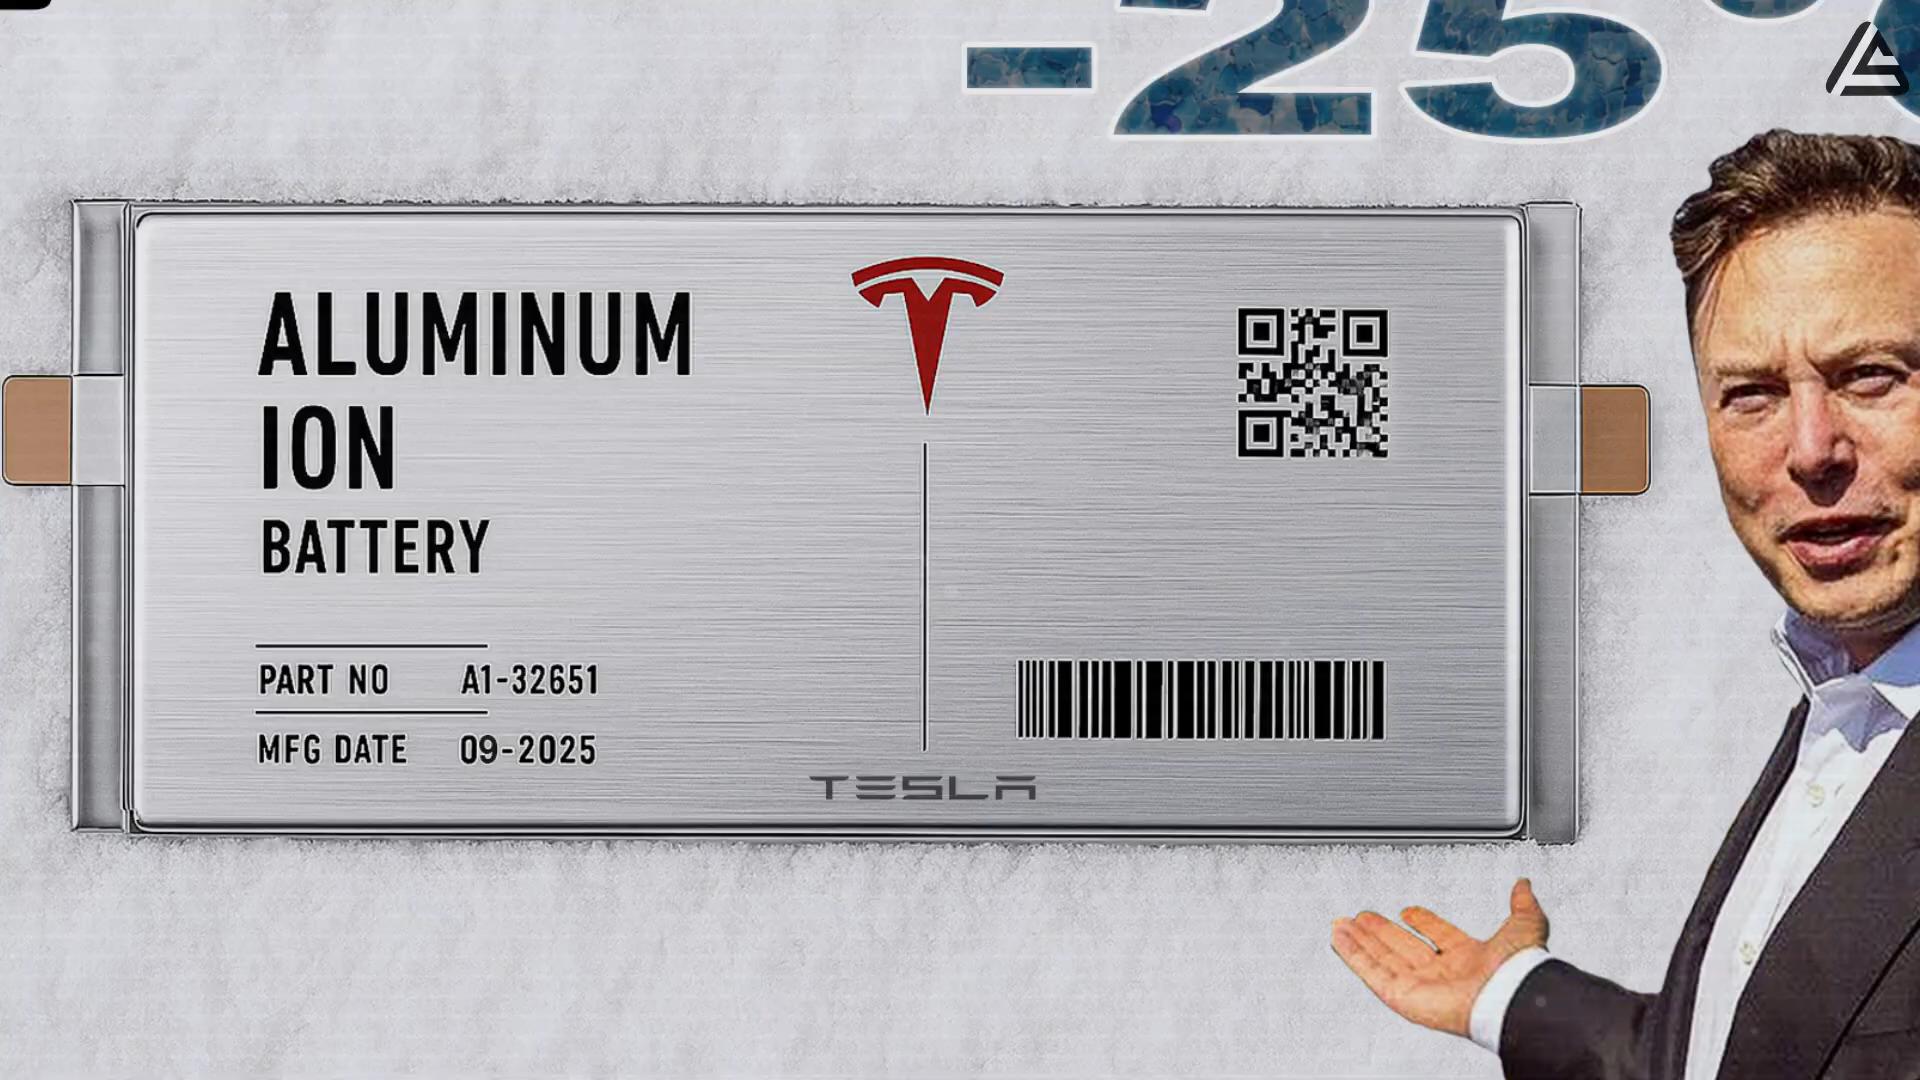 -25°
ALUMINUM
ION
BATTERY
PART NO A1-32651
MFG DATE 09-2025
TESLA